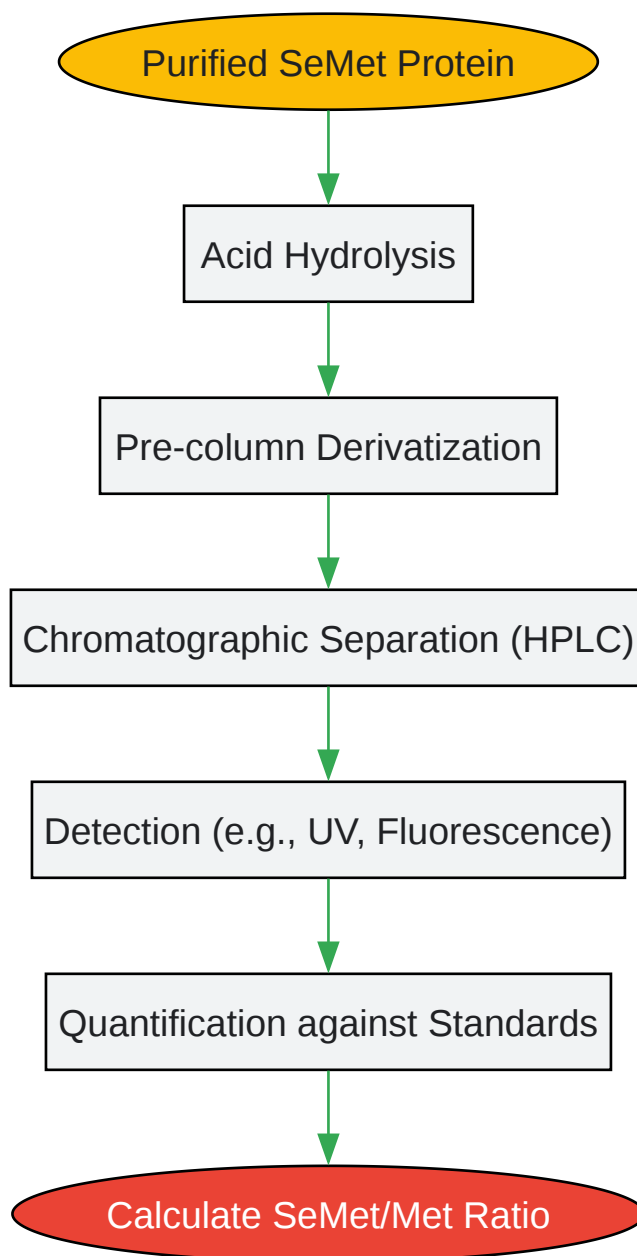 Purified SeMet Protein
Acid Hydrolysis
Pre-column Derivatization
Chromatographic Separation (HPLC)
Detection (e.g., UV, Fluorescence)
Quantification against Standards
Calculate SeMet/Met Ratio